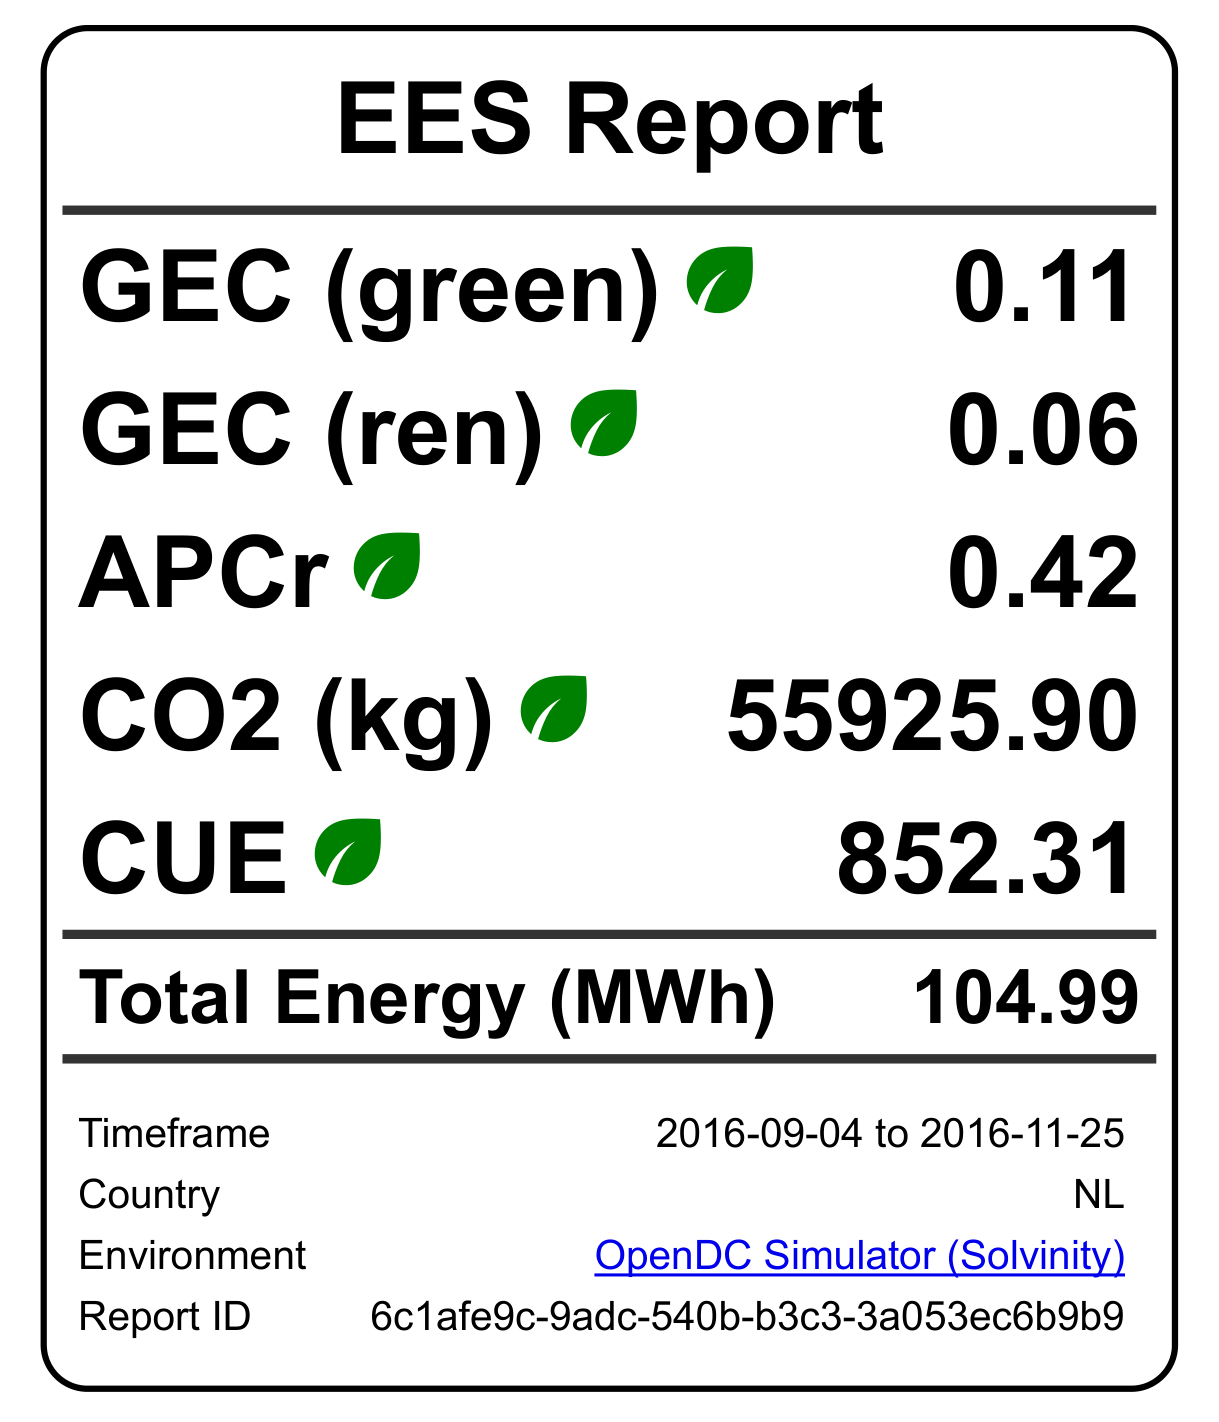 EES Report
GEC (green) 0.11
GEC (ren) 0.06
APCr 0.42
CO2 (kg) 55925.90
CUE 852.31
Total Energy (MWh) 104.99
Timeframe 2016-09-04 to 2016-11-25
Country NL
Environment OpenDC Simulator (Solvinity)
Report ID 6c1afe9c-9adc-540b-b3c3-3a053ec6b9b9